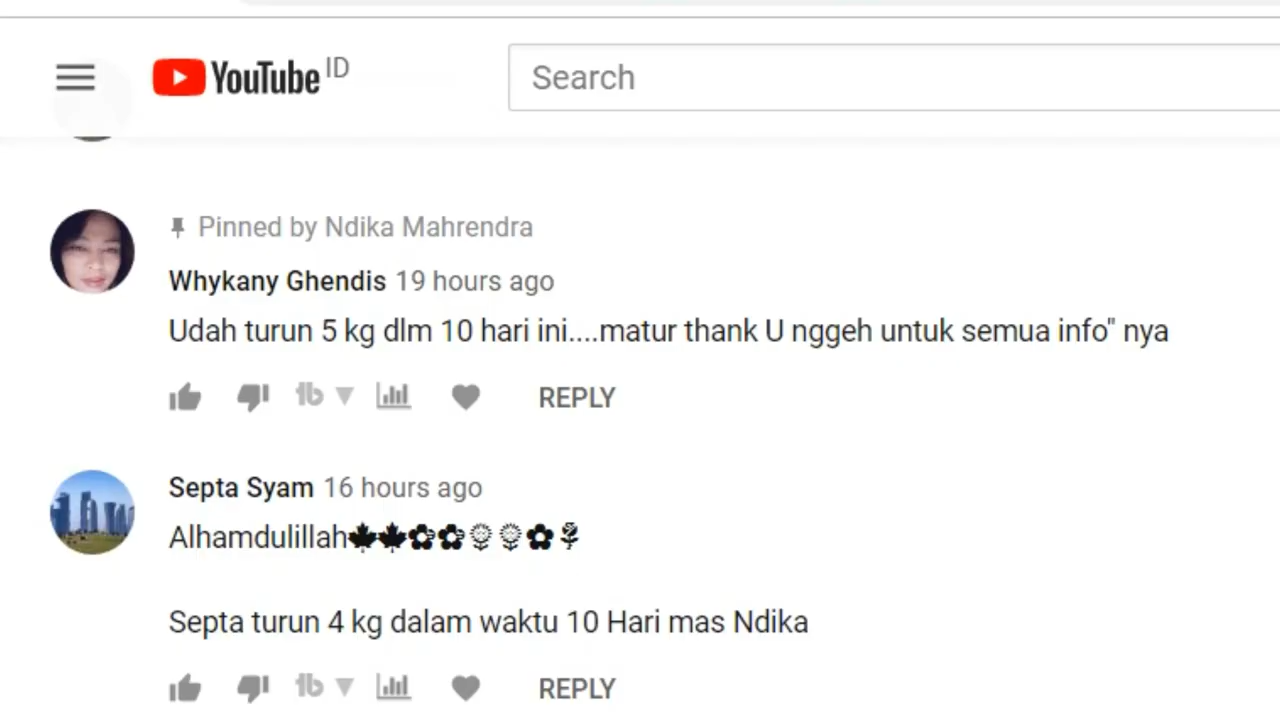 YouTube ID
Search
Pinned by Ndika Mahrendra
Whykany Ghendis 19 hours ago
Udah turun 5 kg dlm 10 hari ini....matur thank U nggeh untuk semua info" nya
REPLY
Septa Syam 16 hours ago
Alhamdulillah🍁🍁✿✿🌼🌼✿🌹
Septa turun 4 kg dalam waktu 10 Hari mas Ndika
REPLY